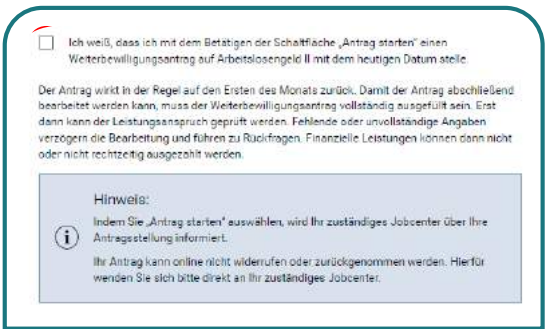 Ich weiß, dass ich mit dem Betätigen der Schaltfläche „Antrag starten" einen
Weiterbewilligungsantrag auf Arbeitslosengeld II mit dem heutigen Datum stelle.
Der Antrag wirkt in der Regel auf den Ersten des Monats zurück. Damit der Antrag abschließend
bearbeitet werden kann, muss der Weiterbewilligungsantrag vollständig ausgefüllt sein. Erst
dann kann der Leistungsanspruch geprüft werden. Fehlende oder unvollständige Angaben
verzögern die Bearbeitung und führen zu Rückfragen. Finanzielle Leistungen können dann nicht
oder nicht rechtzeitig ausgezahlt werden.
Hinweis:
Indem Sie „Antrag starten" auswählen, wird Ihr zuständiges Jobcenter über Ihre
Antragsstellung informiert.
Ihr Antrag kann online nicht widerrufen oder zurückgenommen werden. Hierfür
wenden Sie sich bitte direkt an Ihr zuständiges Jobcenter.